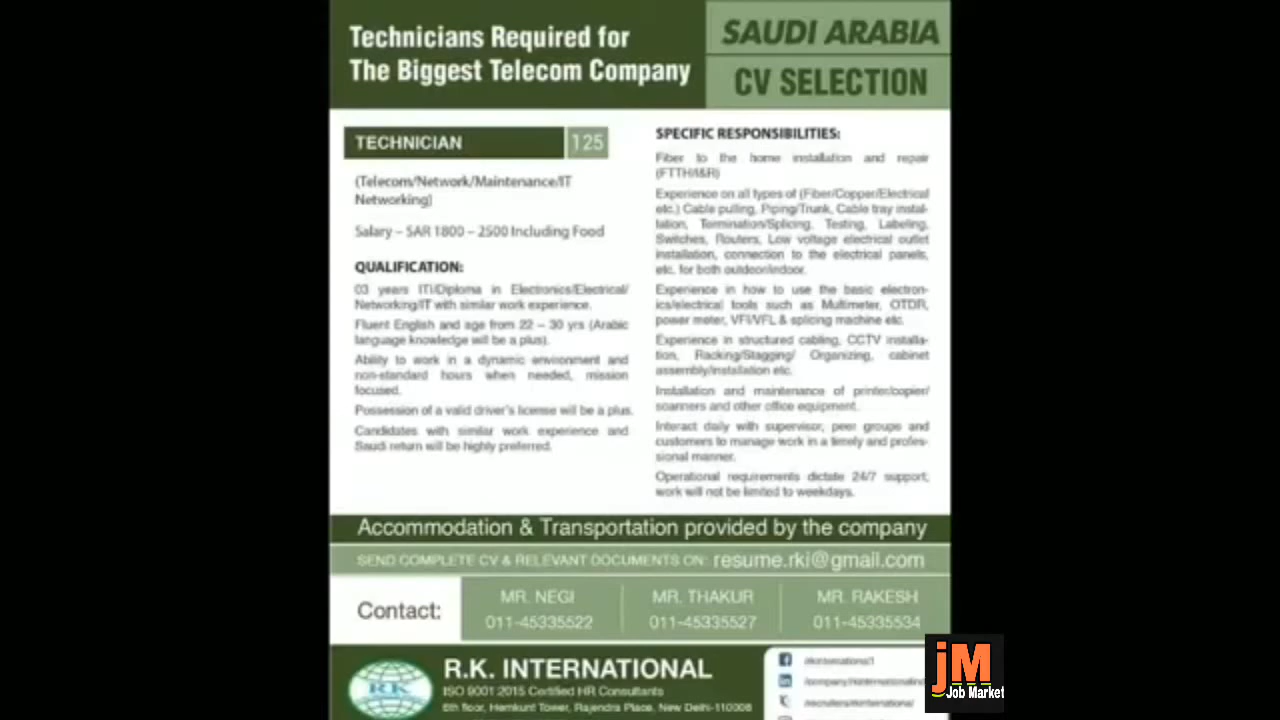 Technicians Required for
The Biggest Telecom Company
SAUDI ARABIA
CV SELECTION
TECHNICIAN 125
(Telecom/Network/Maintenance/IT
Networking)
Salary – SAR 1800 – 2500 Including Food
QUALIFICATION:
03 years ITI/Diploma in Electronics/Electrical/
Networking/IT with similar work experience.
Fluent English and age from 22 – 30 yrs (Arabic
language knowledge will be a plus).
Ability to work in a dynamic environment and
non-standard hours when needed, mission
focused.
Possession of a valid driver's license will be a plus.
Candidates with similar work experience and
Saudi return will be highly preferred.
SPECIFIC RESPONSIBILITIES:
Fiber to the home installation and repair
(FTTH/I&R)
Experience on all types of (Fiber/Copper/Electrical
etc.) Cable pulling, Piping/Trunk, Cable tray instal-
lation, Termination/Splicing, Testing, Labeling,
Switches, Routers, Low voltage electrical outlet
installation, connection to the electrical panels,
etc. for both outdoor/indoor.
Experience in how to use the basic electron-
ics/electrical tools such as Multimeter, OTDR,
power meter, VFI/VFL & splicing machine etc.
Experience in structured cabling, CCTV installa-
tion, Racking/Stagging/ Organizing, cabinet
assembly/installation etc.
Installation and maintenance of printer/copier/
scanners and other office equipment.
Interact daily with supervisor, peer groups and
customers to manage work in a timely and profes-
sional manner.
Operational requirements dictate 24/7 support;
work will not be limited to weekdays.
Accommodation & Transportation provided by the company
SEND COMPLETE CV & RELEVANT DOCUMENTS ON: resume.rki@gmail.com
Contact:
MR. NEGI
011-45335522
MR. THAKUR
011-45335527
MR. RAKESH
011-45335534
RK
R.K. INTERNATIONAL
ISO 9001:2015 Certified HR Consultants
6th floor, Hemkunt Tower, Rajendra Place, New Delhi-110008
jM
Job Market